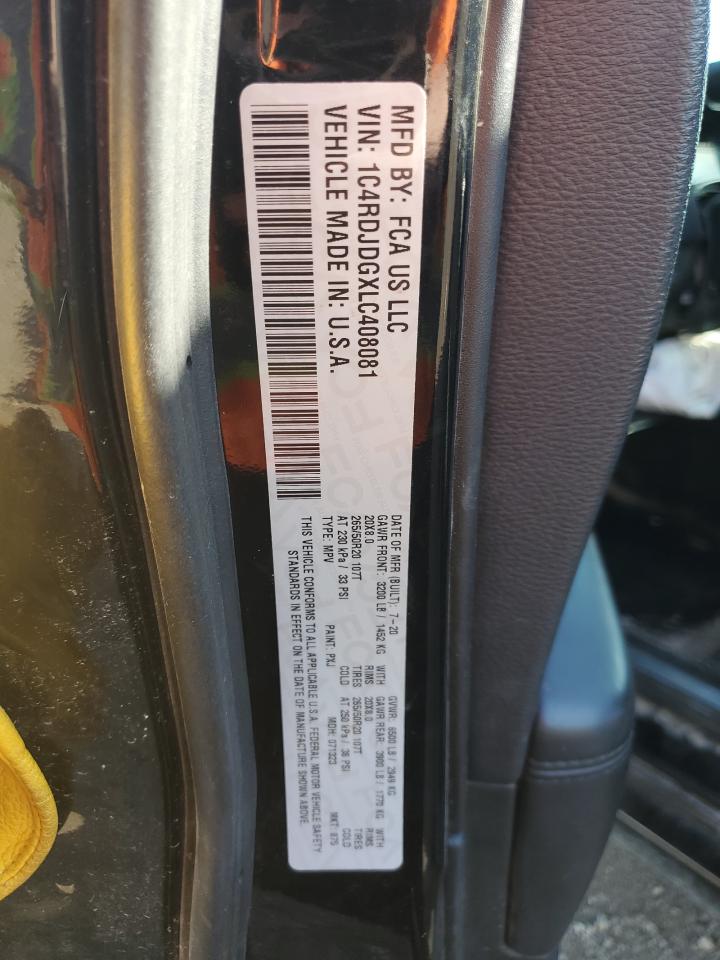 MFD BY: FCA US LLC
VIN: 1C4RDJDGXLC408081
VEHICLE MADE IN: U.S.A.
DATE OF MFR (BUILT): 7-20 GVWR: 6500 LB / 2949 KG
GAWR FRONT: 3200 LB / 1452 KG WITH GAWR REAR: 3900 LB / 1770 KG WITH
20X8.0 RIMS 20X8.0 RIMS
265/50R20 107T TIRES 265/50R20 107T TIRES
AT 230 kPa / 33 PSI COLD AT 250 kPa / 36 PSI COLD
TYPE: MPV PAINT: PXJ MDH: 071323 MKT: 875
THIS VEHICLE CONFORMS TO ALL APPLICABLE U.S.A. FEDERAL MOTOR VEHICLE SAFETY
STANDARDS IN EFFECT ON THE DATE OF MANUFACTURE SHOWN ABOVE.